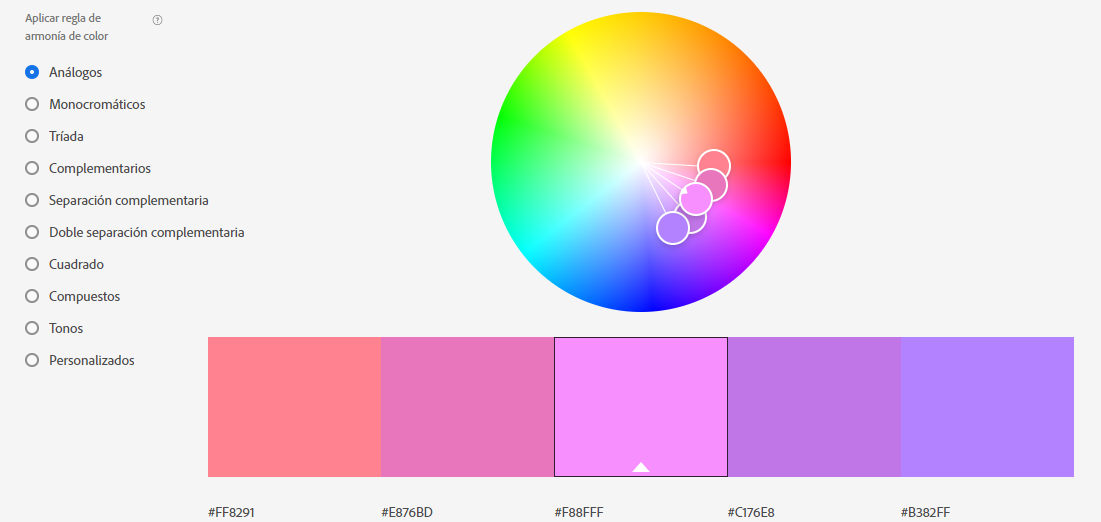 Aplicar regla de
armonía de color
?
Análogos
Monocromáticos
Tríada
Complementarios
Separación complementaria
Doble separación complementaria
Cuadrado
Compuestos
Tonos
Personalizados
#FF8291 #E876BD #F88FFF #C176E8 #B382FF